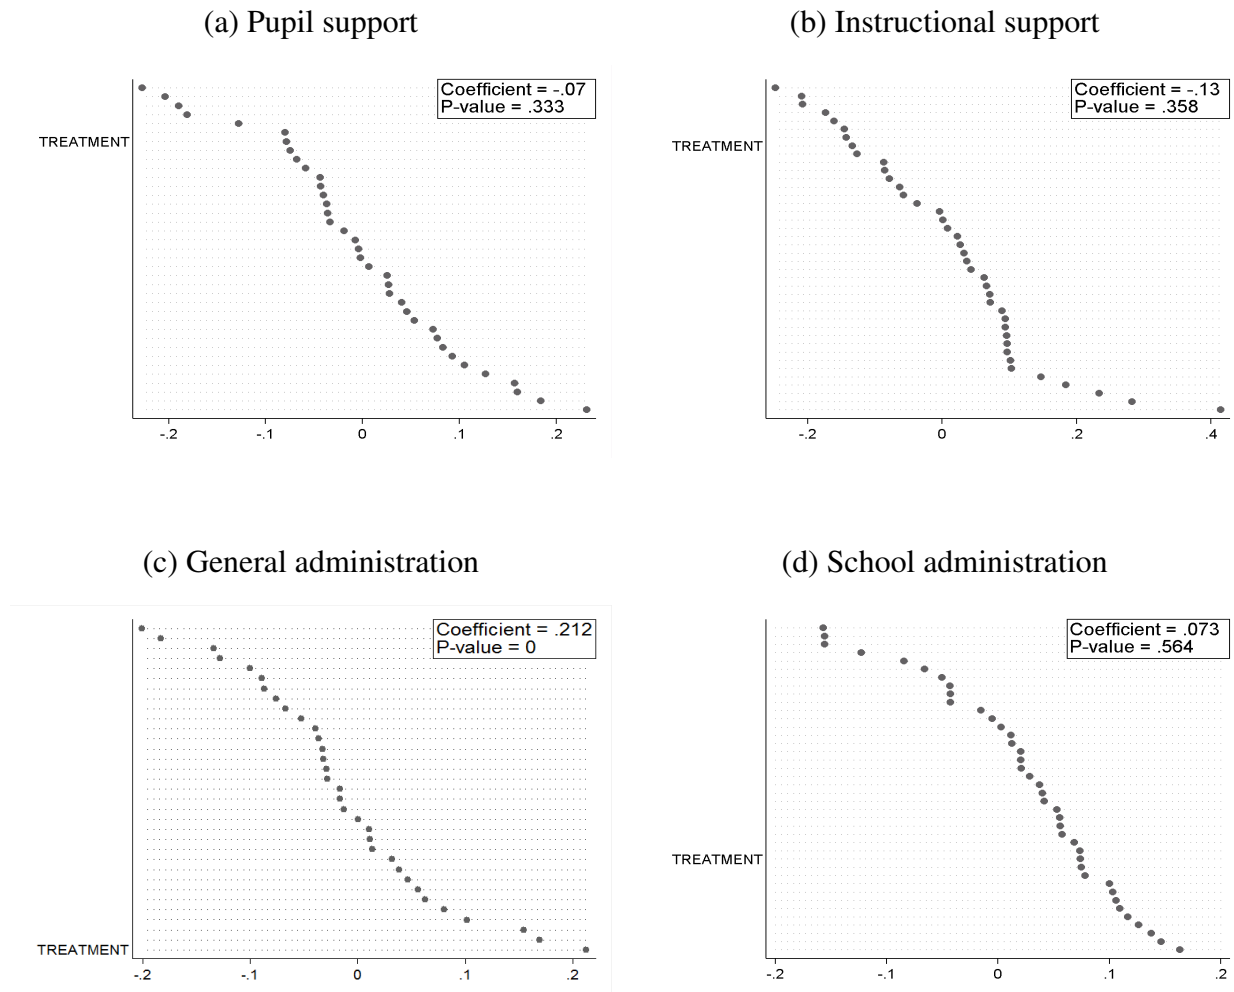 (a) Pupil support
Coefficient = -.07
P-value = .333
TREATMENT
-.2 -.1 0 .1 .2
(b) Instructional support
Coefficient = -.13
P-value = .358
TREATMENT
-.2 0 .2 .4
(c) General administration
Coefficient = .212
P-value = 0
TREATMENT
-.2 -.1 0 .1 .2
(d) School administration
Coefficient = .073
P-value = .564
TREATMENT
-.2 -.1 0 .1 .2